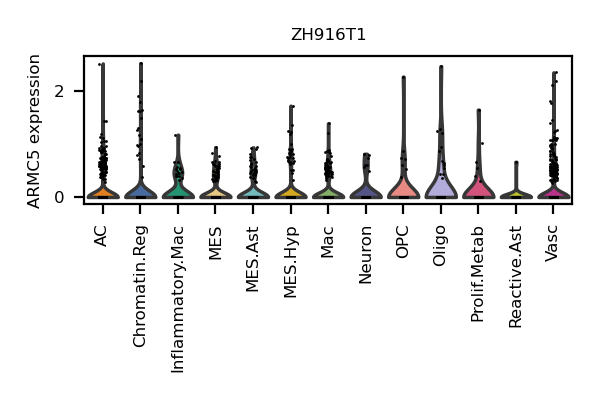 ZH916T1
ARMC5 expression
2
0
AC
Chromatin.Reg
Inflammatory.Mac
MES
MES.Ast
MES.Hyp
Mac
Neuron
OPC
Oligo
Prolif.Metab
Reactive.Ast
Vasc